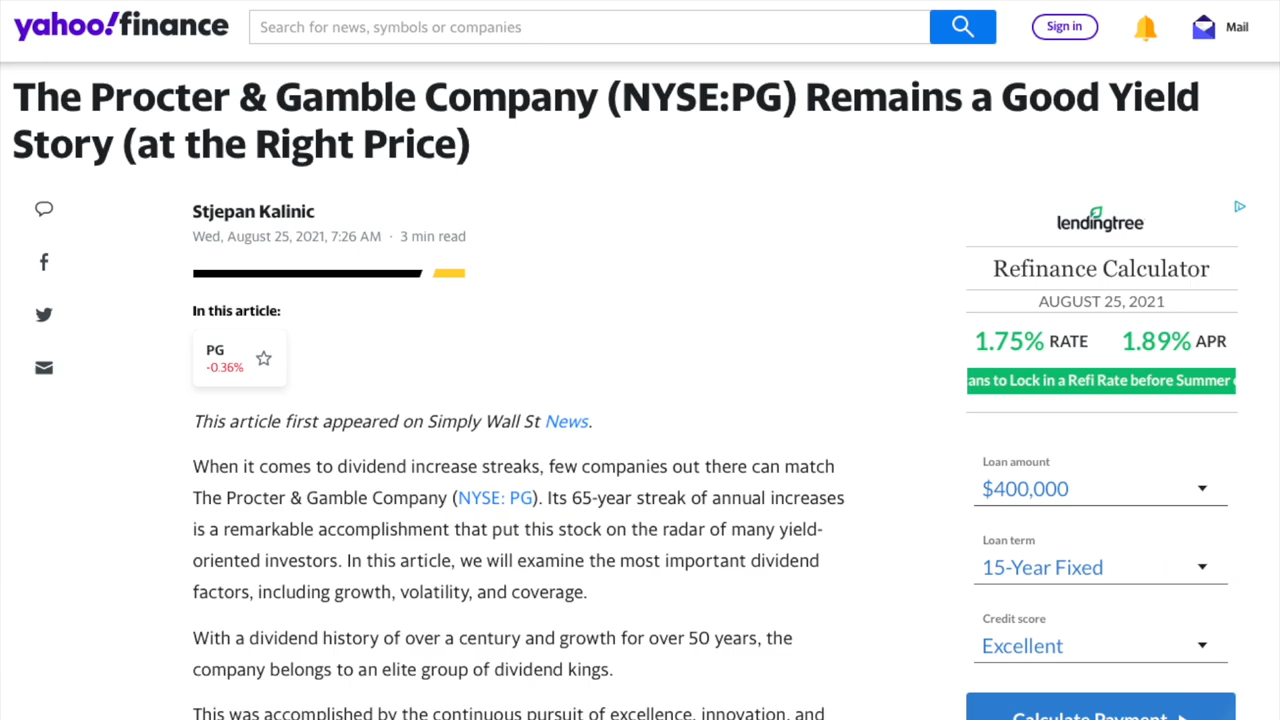 yahoo!finance
Search for news, symbols or companies
Sign in
Mail
The Procter & Gamble Company (NYSE:PG) Remains a Good Yield
Story (at the Right Price)
Stjepan Kalinic
Wed, August 25, 2021, 7:26 AM · 3 min read
In this article:
PG
-0.36%
This article first appeared on Simply Wall St News.
When it comes to dividend increase streaks, few companies out there can match
The Procter & Gamble Company (NYSE: PG). Its 65-year streak of annual increases
is a remarkable accomplishment that put this stock on the radar of many yield-
oriented investors. In this article, we will examine the most important dividend
factors, including growth, volatility, and coverage.
With a dividend history of over a century and growth for over 50 years, the
company belongs to an elite group of dividend kings.
This was accomplished by the continuous pursuit of excellence, innovation, and
lendingtree
Refinance Calculator
AUGUST 25, 2021
1.75% RATE 1.89% APR
ans to Lock in a Refi Rate before Summer
Loan amount
$400,000
Loan term
15-Year Fixed
Credit score
Excellent
Calculate Payment